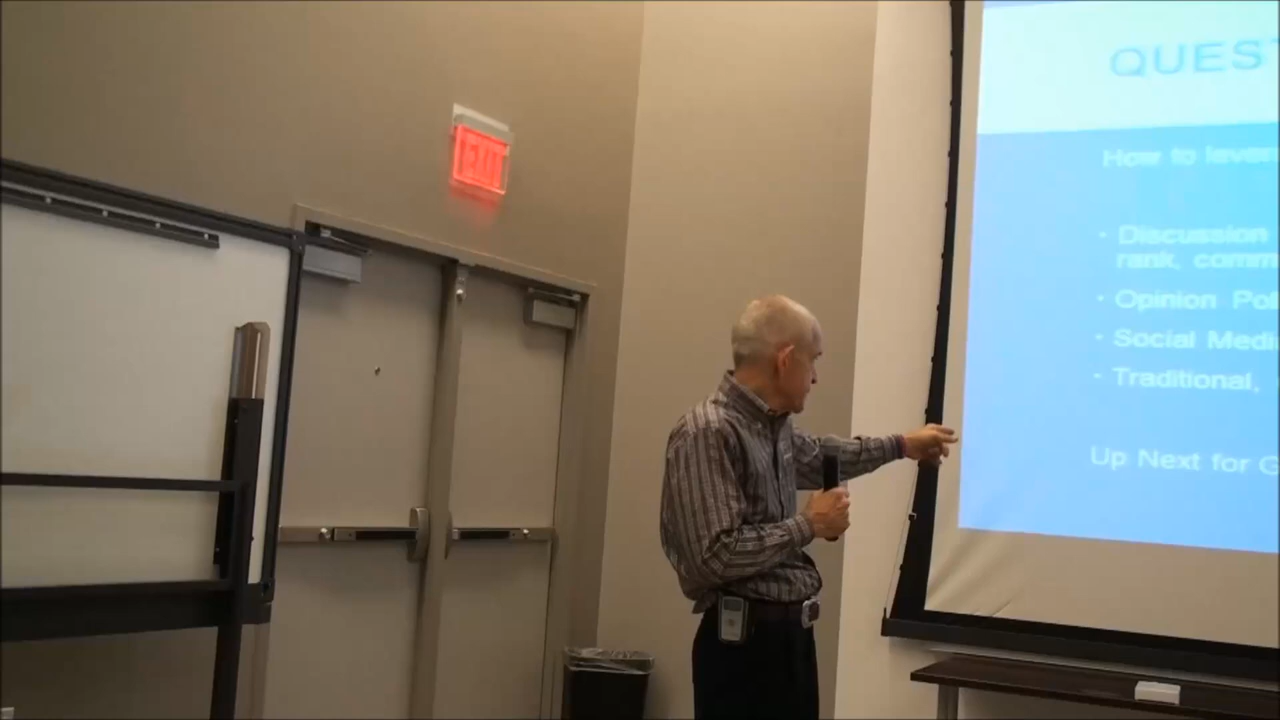 EXIT
QUEST
How to lever
· Discussion
rank, comm
· Opinion Pol
· Social Medi
· Traditional,
Up Next for G